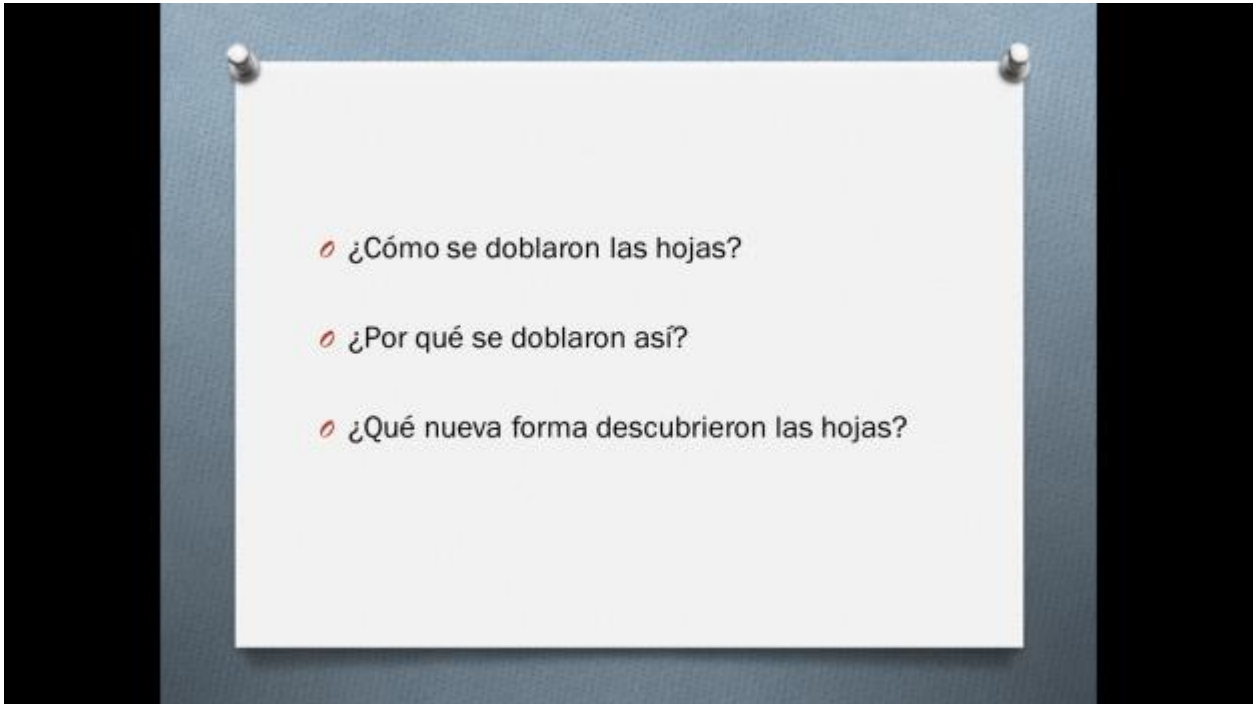 ¿Cómo se doblaron las hojas?
¿Por qué se doblaron así?
¿Qué nueva forma descubrieron las hojas?